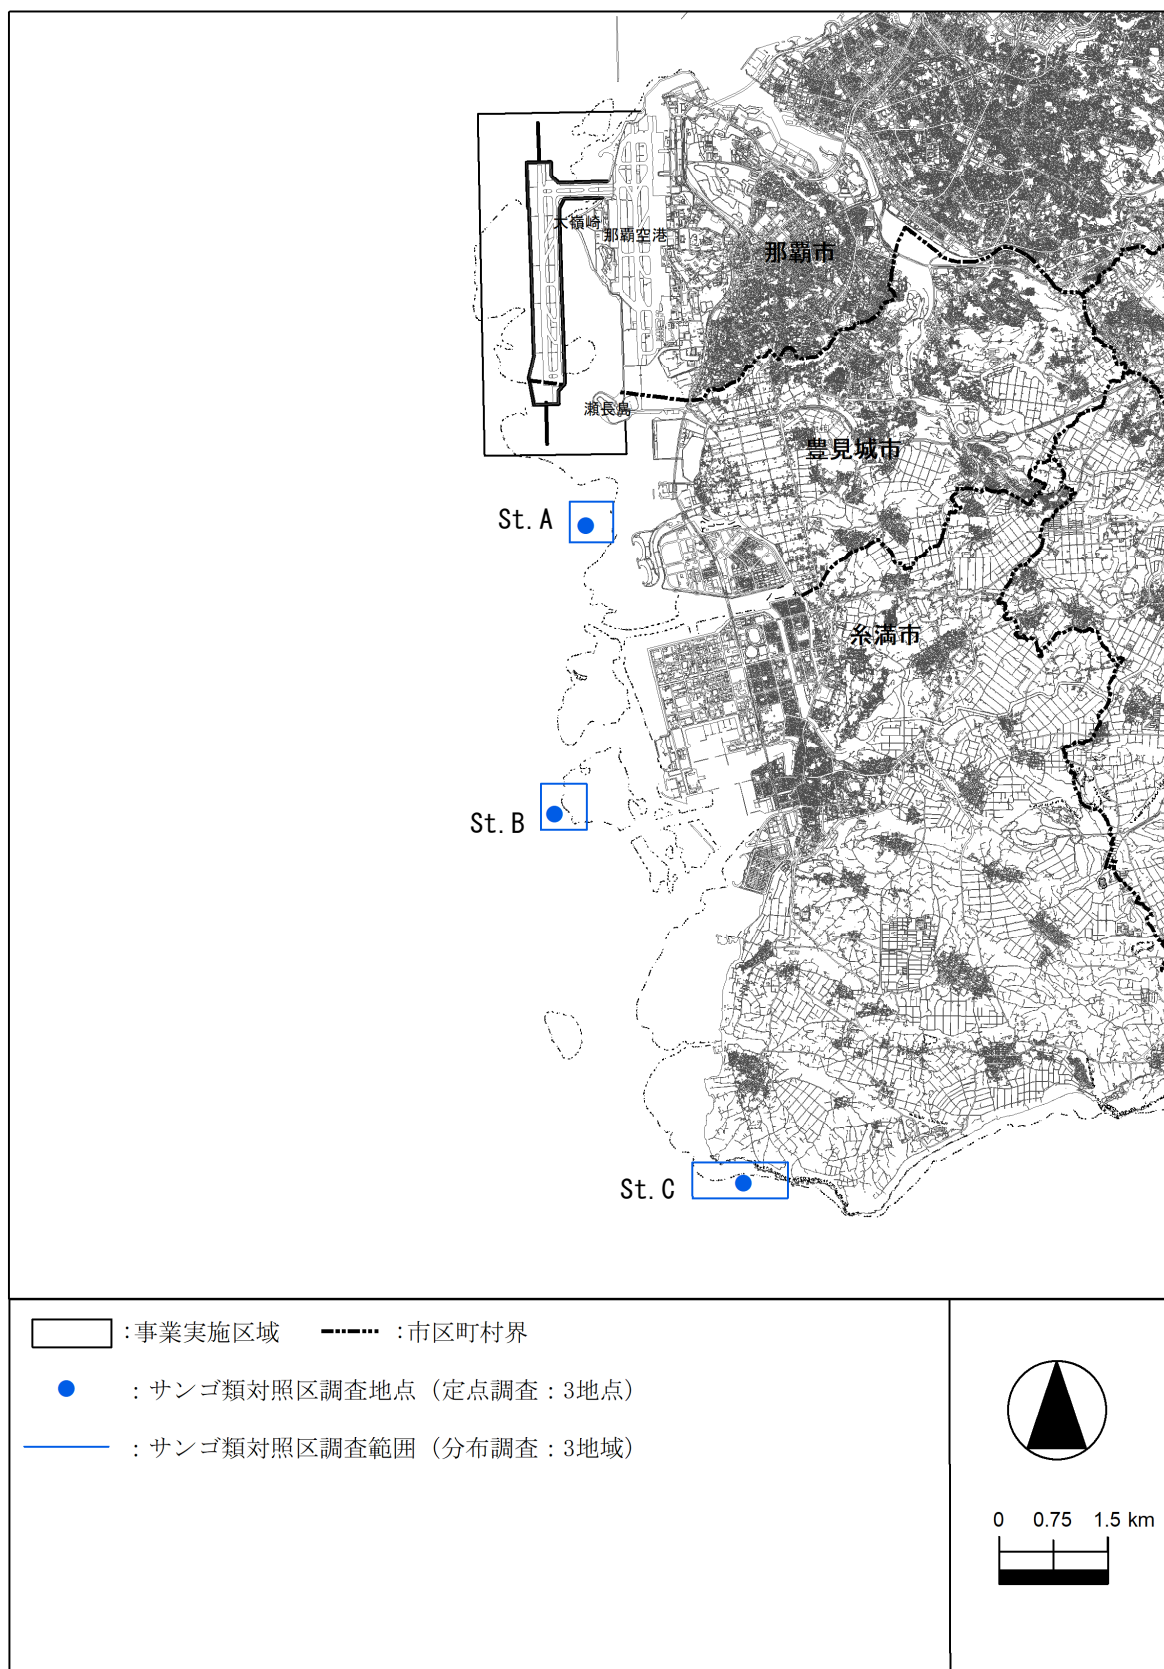 大嶺崎
那覇空港
那覇市
瀬長島
豊見城市
St. A
糸満市
St. B
St. C
：事業実施区域 ：市区町村界
：サンゴ類対照区調査地点（定点調査：3地点）
：サンゴ類対照区調査範囲（分布調査：3地域）
0 0.75 1.5 km